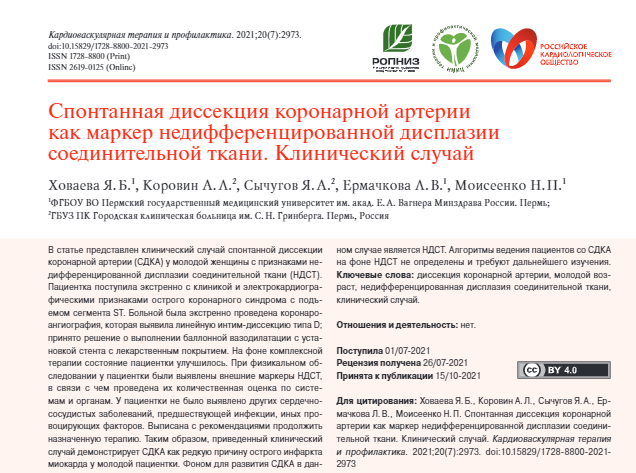 Кардиоваскулярная терапия и профилактика. 2021;20(7):2973.
doi:10.15829/1728-8800-2021-2973
ISSN 1728-8800 (Print)
ISSN 2619-0125 (Online)
РОПНИЗ
РОССИЙСКОЕ
КАРДИОЛОГИЧЕСКОЕ
ОБЩЕСТВО
Спонтанная диссекция коронарной артерии
как маркер недифференцированной дисплазии
соединительной ткани. Клинический случай
Ховаева Я. Б.¹, Коровин А. Л.², Сычугов Я. А.², Ермачкова Л. В.¹, Моисеенко Н. П.¹
¹ФГБОУ ВО Пермский государственный медицинский университет им. акад. Е. А. Вагнера Минздрава России. Пермь;
²ГБУЗ ПК Городская клиническая больница им. С. Н. Гринберга. Пермь, Россия
В статье представлен клинический случай спонтанной диссекции
коронарной артерии (СДКА) у молодой женщины с признаками не-
дифференцированной дисплазии соединительной ткани (НДСТ).
Пациентка поступила экстренно с клиникой и электрокардиогра-
фическими признаками острого коронарного синдрома с подъ-
емом сегмента ST. Больной была экстренно проведена коронаро-
ангиография, которая выявила линейную интим-диссекцию типа D;
принято решение о выполнении баллонной вазодилатации с уста-
новкой стента с лекарственным покрытием. На фоне комплексной
терапии состояние пациентки улучшилось. При физикальном об-
следовании у пациентки были выявлены внешние маркеры НДСТ,
в связи с чем проведена их количественная оценка по систе-
мам и органам. У пациентки не было выявлено других сердечно-
сосудистых заболеваний, предшествующей инфекции, иных про-
воцирующих факторов. Выписана с рекомендациями продолжить
назначенную терапию. Таким образом, приведенный клинический
случай демонстрирует СДКА как редкую причину острого инфаркта
миокарда у молодой пациентки. Фоном для развития СДКА в дан-
ном случае является НДСТ. Алгоритмы ведения пациентов со СДКА
на фоне НДСТ не определены и требуют дальнейшего изучения.
Ключевые слова: диссекция коронарной артерии, молодой воз-
раст, недифференцированная дисплазия соединительной ткани,
клинический случай.
Отношения и деятельность: нет.
Поступила 01/07-2021
Рецензия получена 26/07-2021
Принята к публикации 15/10-2021
cc BY 4.0
Для цитирования: Ховаева Я. Б., Коровин А. Л., Сычугов Я. А., Ер-
мачкова Л. В., Моисеенко Н. П. Спонтанная диссекция коронарной
артерии как маркер недифференцированной дисплазии соедини-
тельной ткани. Клинический случай. Кардиоваскулярная терапия
и профилактика. 2021;20(7):2973. doi:10.15829/1728-8800-2021-
2973